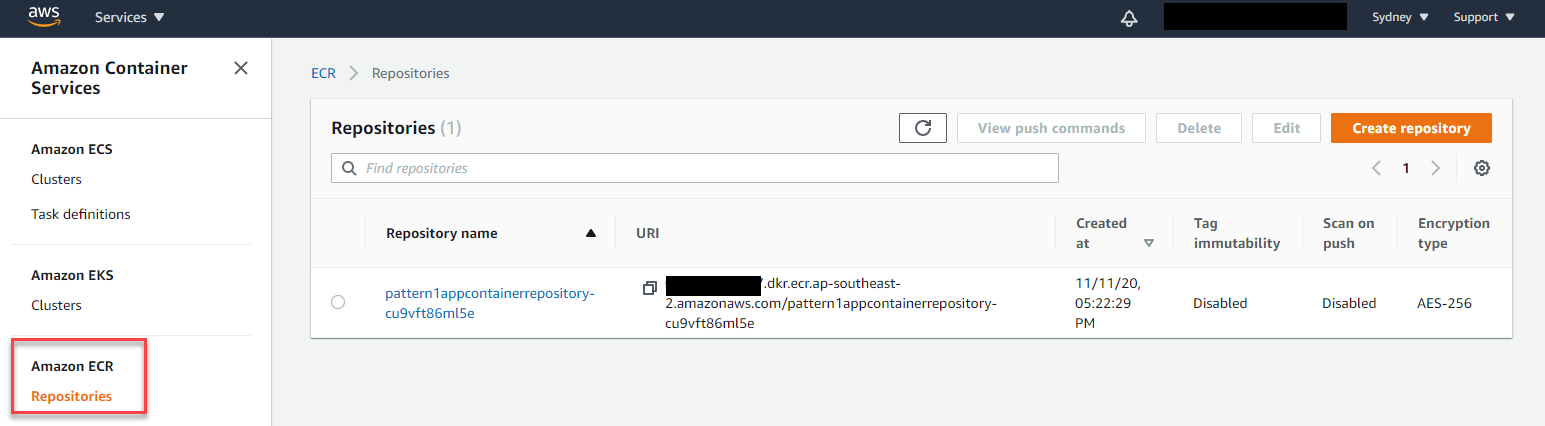 aws Services Sydney Support
Amazon Container
Services
ECR Repositories
Repositories (1) View push commands Delete Edit Create repository
Find repositories 1
Amazon ECS
Clusters
Task definitions
Amazon EKS
Clusters
Amazon ECR
Repositories
Repository name
URI
Created
at
Tag
immutability
Scan on
push
Encryption
type
pattern1appcontainerrepository-
cu9vft86ml5e
.dkr.ecr.ap-southeast-
2.amazonaws.com/pattern1appcontainerrepository-
cu9vft86ml5e
11/11/20,
05:22:29
PM
Disabled
Disabled
AES-256